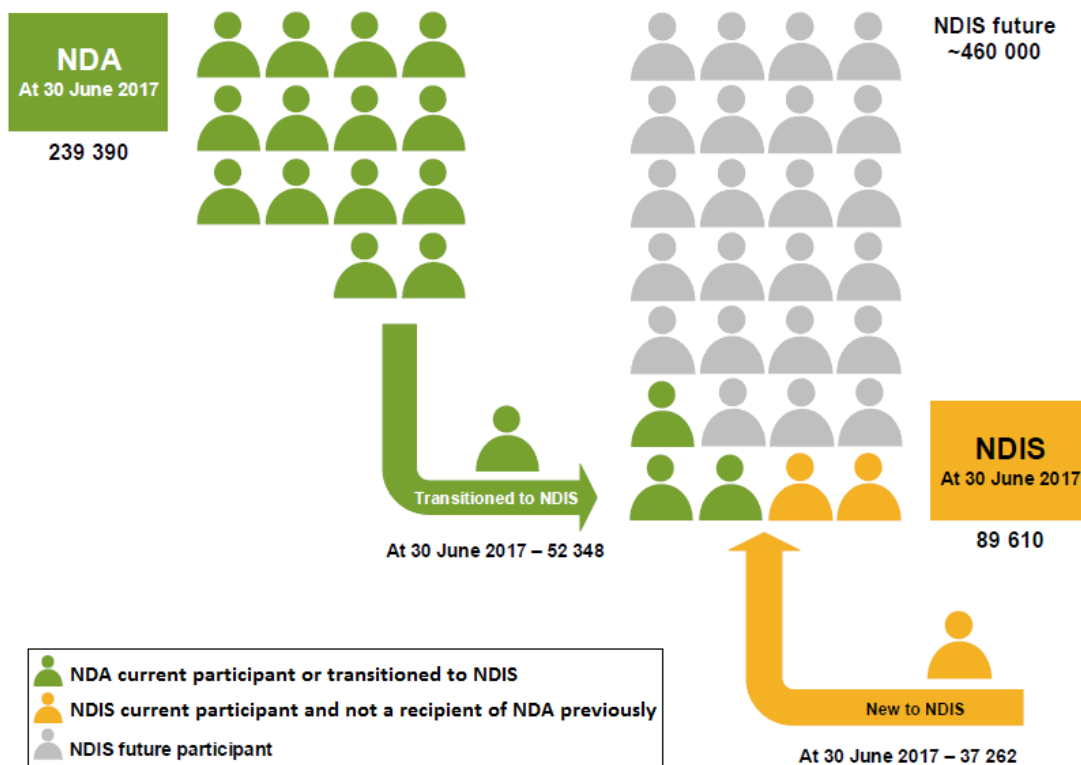 NDA
At 30 June 2017
239 390
NDIS future
~460 000
NDIS
At 30 June 2017
89 610
Transitioned to NDIS
At 30 June 2017 – 52 348
New to NDIS
At 30 June 2017 – 37 262
NDA current participant or transitioned to NDIS
NDIS current participant and not a recipient of NDA previously
NDIS future participant